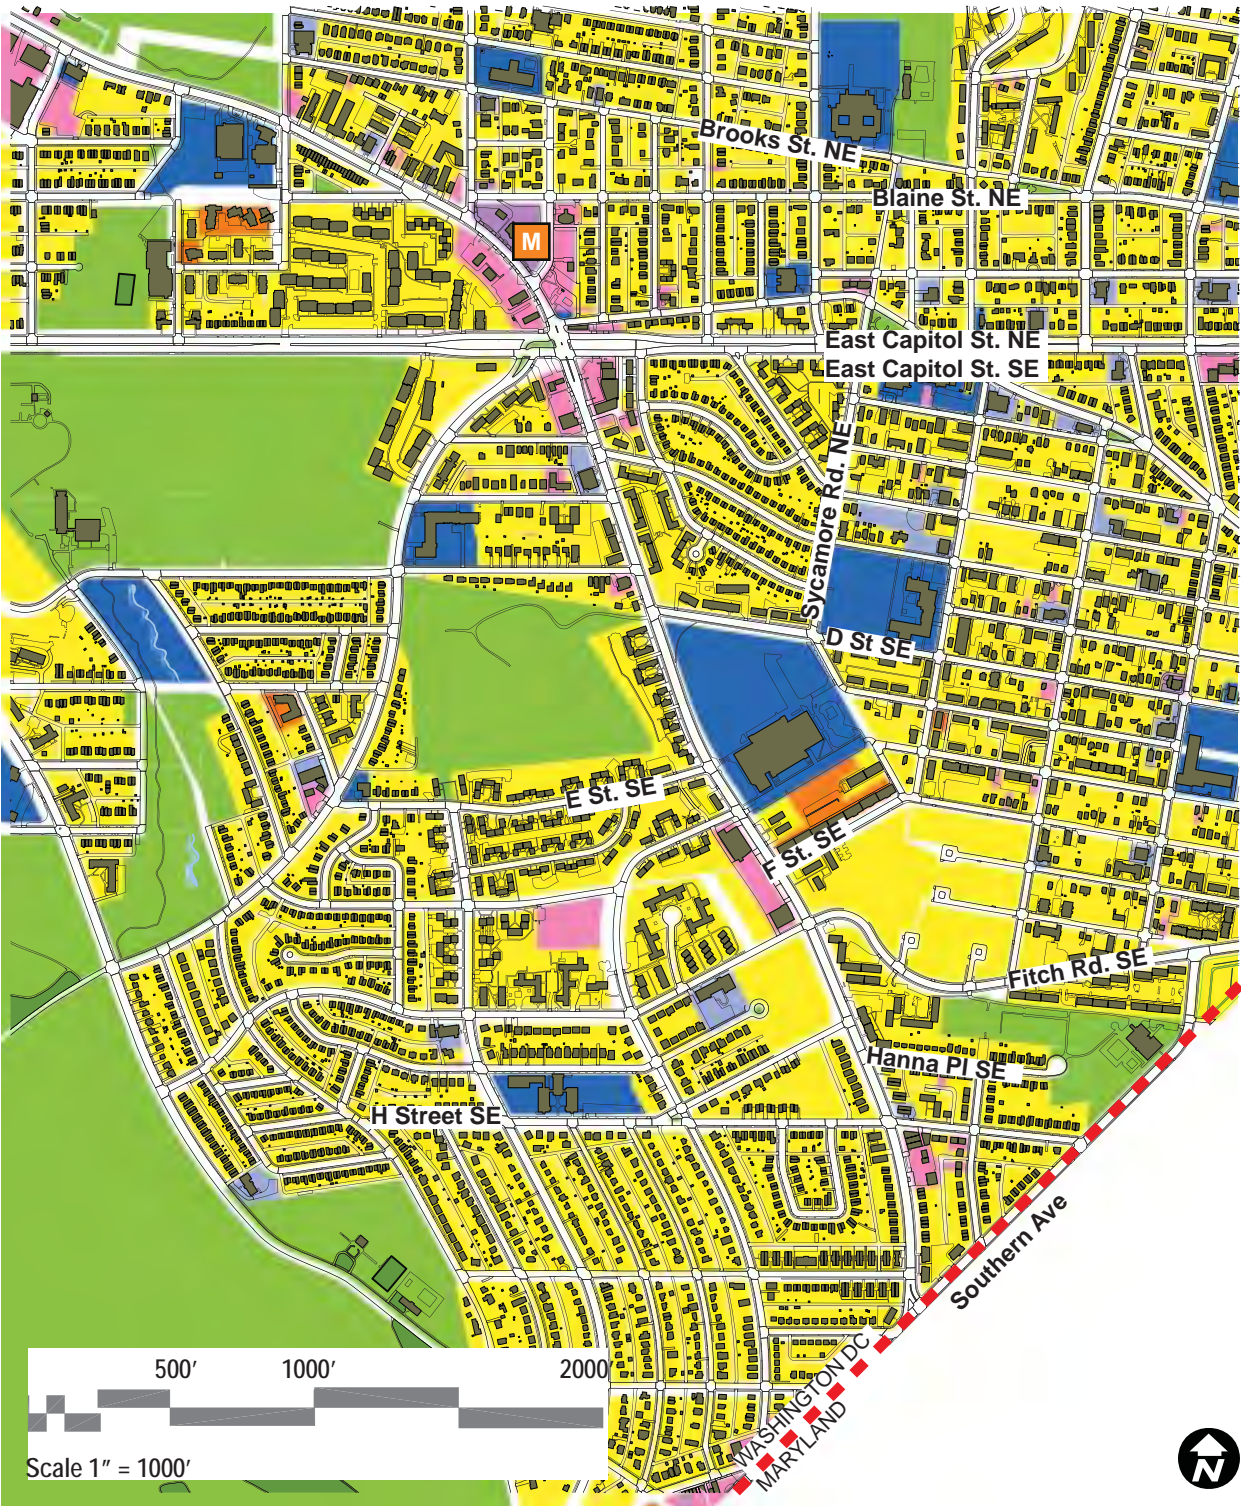 Brooks St. NE
Blaine St. NE
M
East Capitol St. NE
East Capitol St. SE
Sycamore Rd. NE
D St SE
E St. SE
F St. SE
Fitch Rd. SE
Hanna Pl SE
H Street SE
Southern Ave
WASHINGTON DC
MARYLAND
500′ 1000′ 2000′
Scale 1″ = 1000′
N